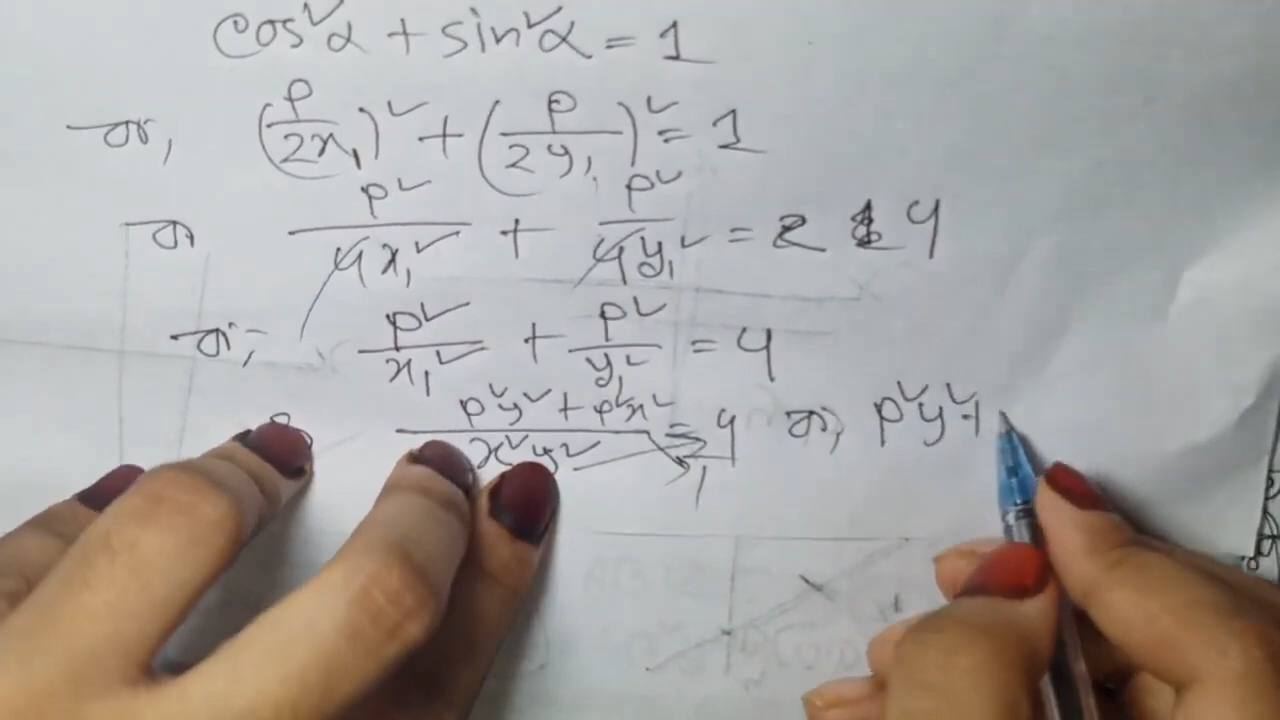 cos²α + sin²α = 1
বা, (p/2x₁)² + (p/2y₁)² = 1
বা p²/4x₁² + p²/4y₁² = 4
বা, p²/x₁² + p²/y₁² = 4
p²y² + p²x²/x²y² = 4/1 বা, p²y² +